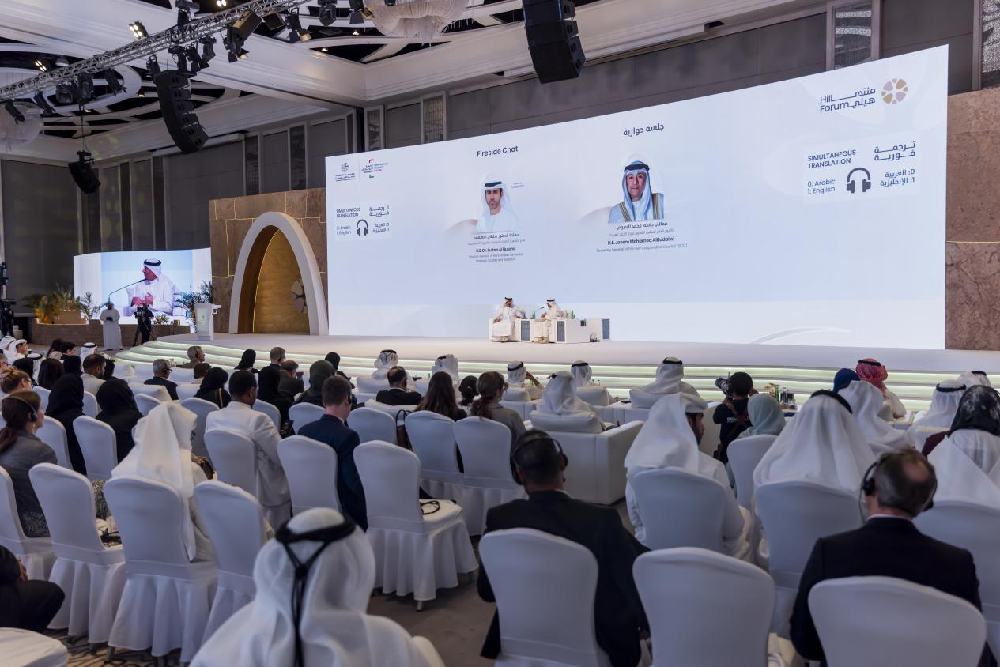 Hili
Forum
منتدى
هيلي
Fireside Chat
جلسة حوارية
SIMULTANEOUS
TRANSLATION
ترجمة
فورية
0: Arabic
1: English
0: العربية
1: الإنجليزية
SIMULTANEOUS
TRANSLATION
ترجمة
فورية
0: Arabic
1: English
0: العربية
1: الإنجليزية
سعادة الدكتور سلطان النعيمي
H.E. Dr. Sultan Al Nuaimi
Director General of the Emirates Center for
Strategic Studies and Research
معالي جاسم محمد البديوي
H.E. Jasem Mohamed AlBudaiwi
Secretary General of the Gulf Cooperation Council (GCC)